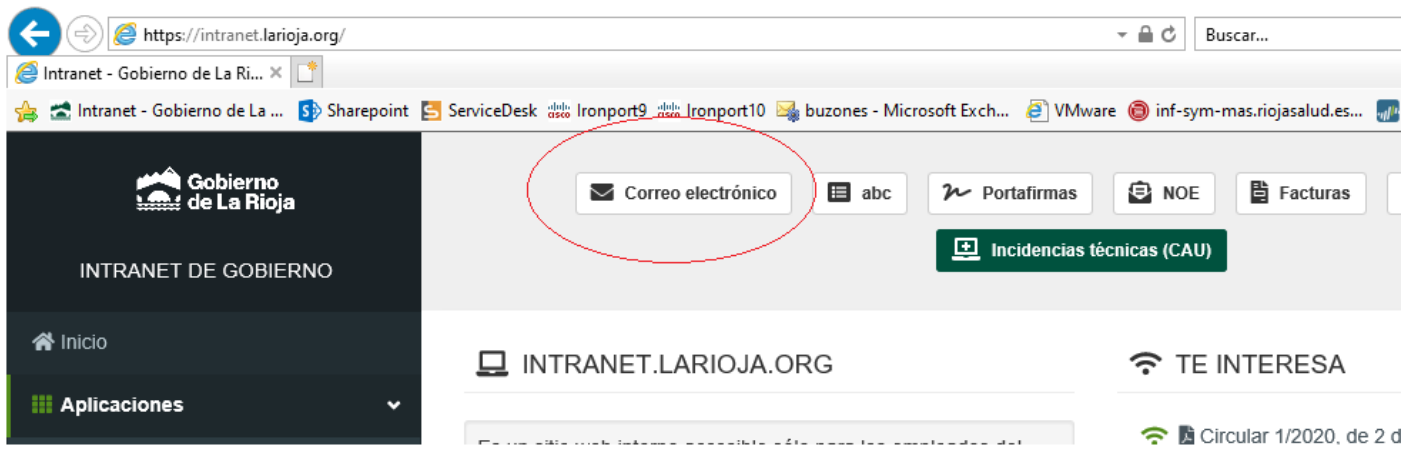 https://intranet.larioja.org/
Buscar...
Intranet - Gobierno de La Ri...
Intranet - Gobierno de La ... Sharepoint ServiceDesk Ironport9 Ironport10 buzones - Microsoft Exch... VMware inf-sym-mas.riojasalud.es...
Gobierno
de La Rioja
INTRANET DE GOBIERNO
Inicio
Aplicaciones
Correo electrónico abc Portafirmas NOE Facturas
Incidencias técnicas (CAU)
INTRANET.LARIOJA.ORG
TE INTERESA
Circular 1/2020, de 2 d